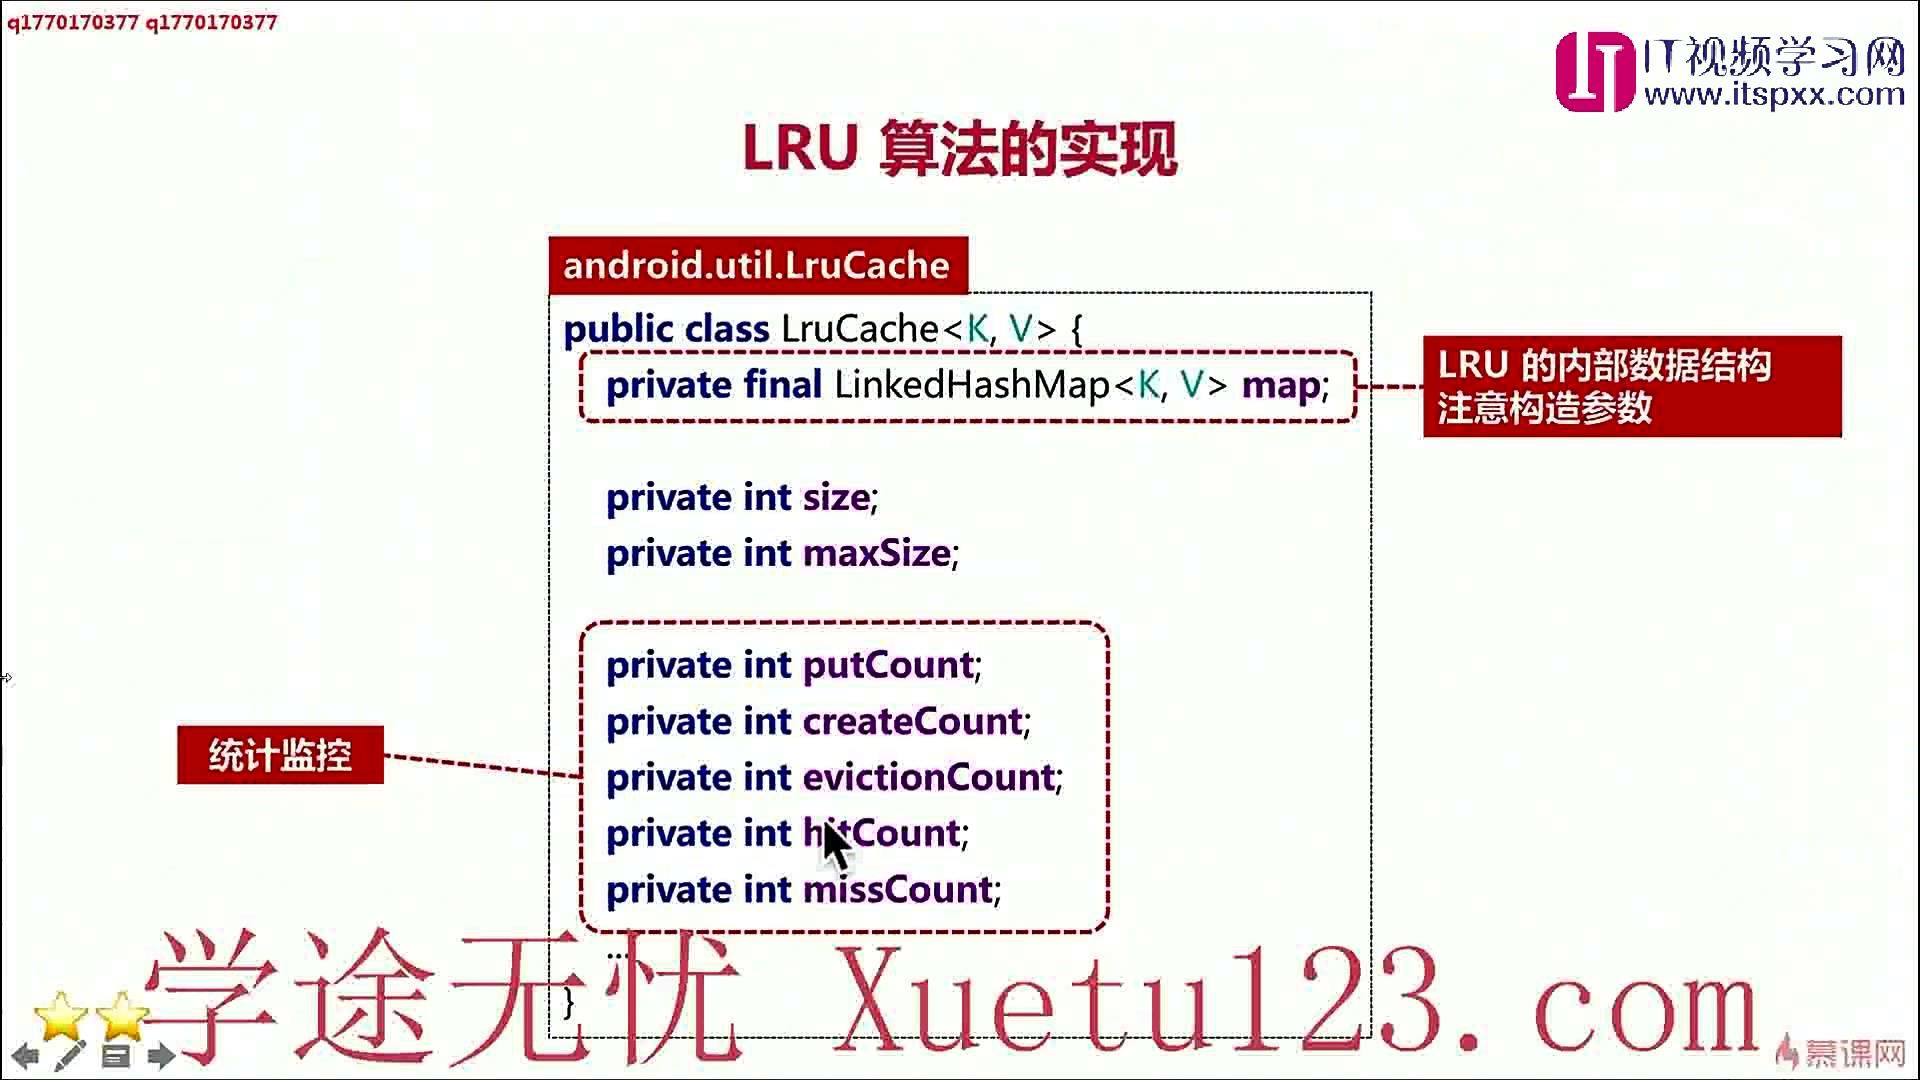 q1770170377 q1770170377
IT视频学习网
www.itspxx.com
LRU 算法的实现
android.util.LruCache
public class LruCache<K, V> {
private final LinkedHashMap<K, V> map;
LRU 的内部数据结构
注意构造参数
private int size;
private int maxSize;
private int putCount;
private int createCount;
private int evictionCount;
private int hitCount;
private int missCount;
统计监控
...
}
学途无忧 Xuetu123.com
慕课网